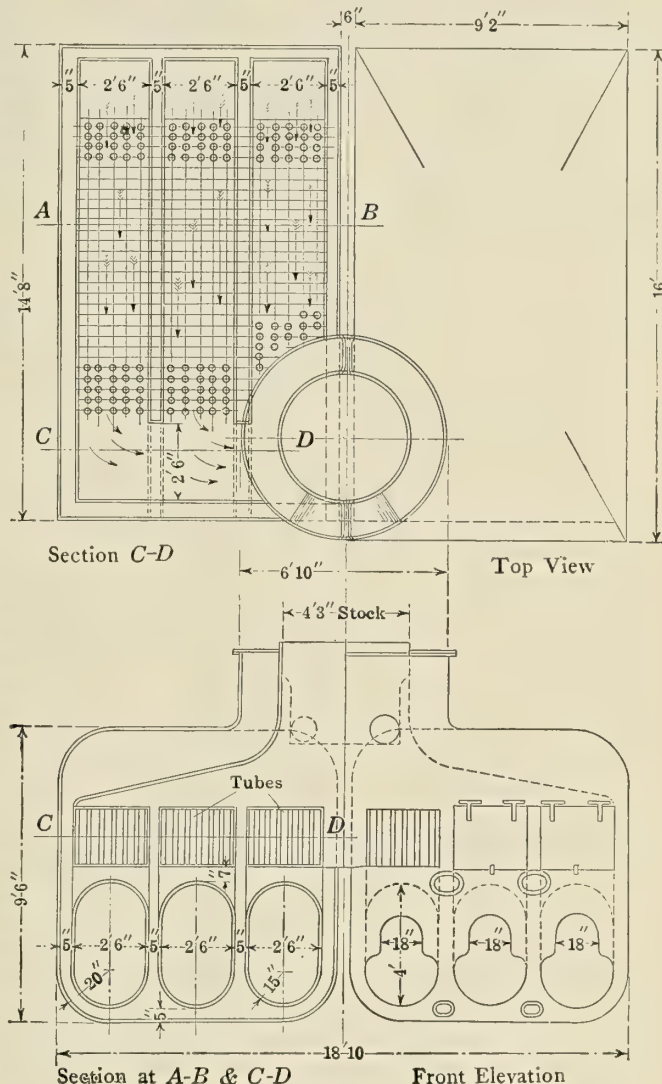 6"
9'2"
5" 2'6" 5" 2'6" 5" 2'6" 5"
A B
14'8"
16'
C D
2'6"
Section C-D
6'10"
Top View
4'3" Stock
Tubes
C D
7"
9'6"
5" 2'6" 5" 2'6" 5" 2'6" 5"
18" 18" 18"
4'
20" 15"
5"
18'10
Section at A-B & C-D
Front Elevation